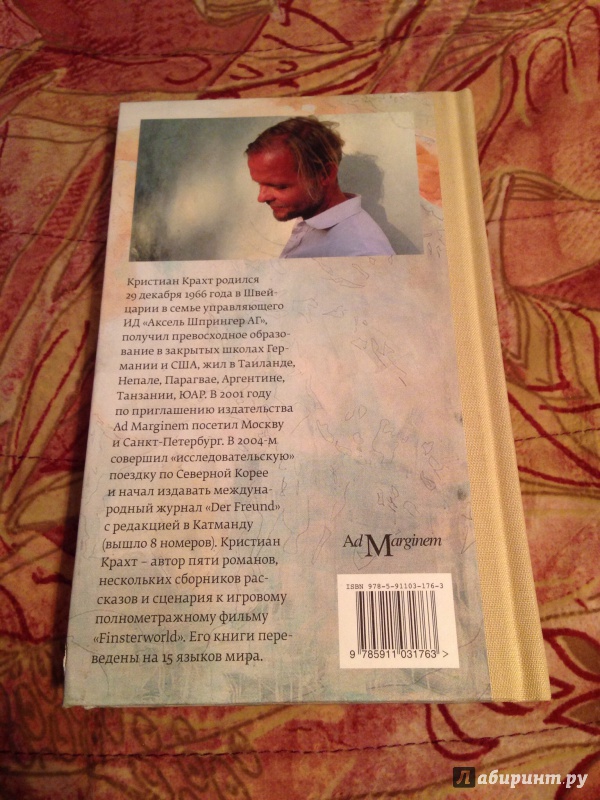 Кристиан Крахт родился
29 декабря 1966 года в Швей-
царии в семье управляющего
ИД «Аксель Шпрингер АГ»,
получил превосходное образо-
вание в закрытых школах Гер-
мании и США, жил в Таиланде,
Непале, Парагвае, Аргентине,
Танзании, ЮАР. В 2001 году
по приглашению издательства
Ad Marginem посетил Москву
и Санкт-Петербург. В 2004-м
совершил «исследовательскую»
поездку по Северной Корее
и начал издавать междуна-
родный журнал «Der Freund»
с редакцией в Катманду
(вышло 8 номеров). Кристиан
Крахт – автор пяти романов,
нескольких сборников рас-
сказов и сценария к игровому
полнометражному фильму
«Finsterworld». Его книги пере-
ведены на 15 языков мира.
Ad Marginem
ISBN 978-5-91103-176-3
9 785911 031763 >
Лабиринт.ру